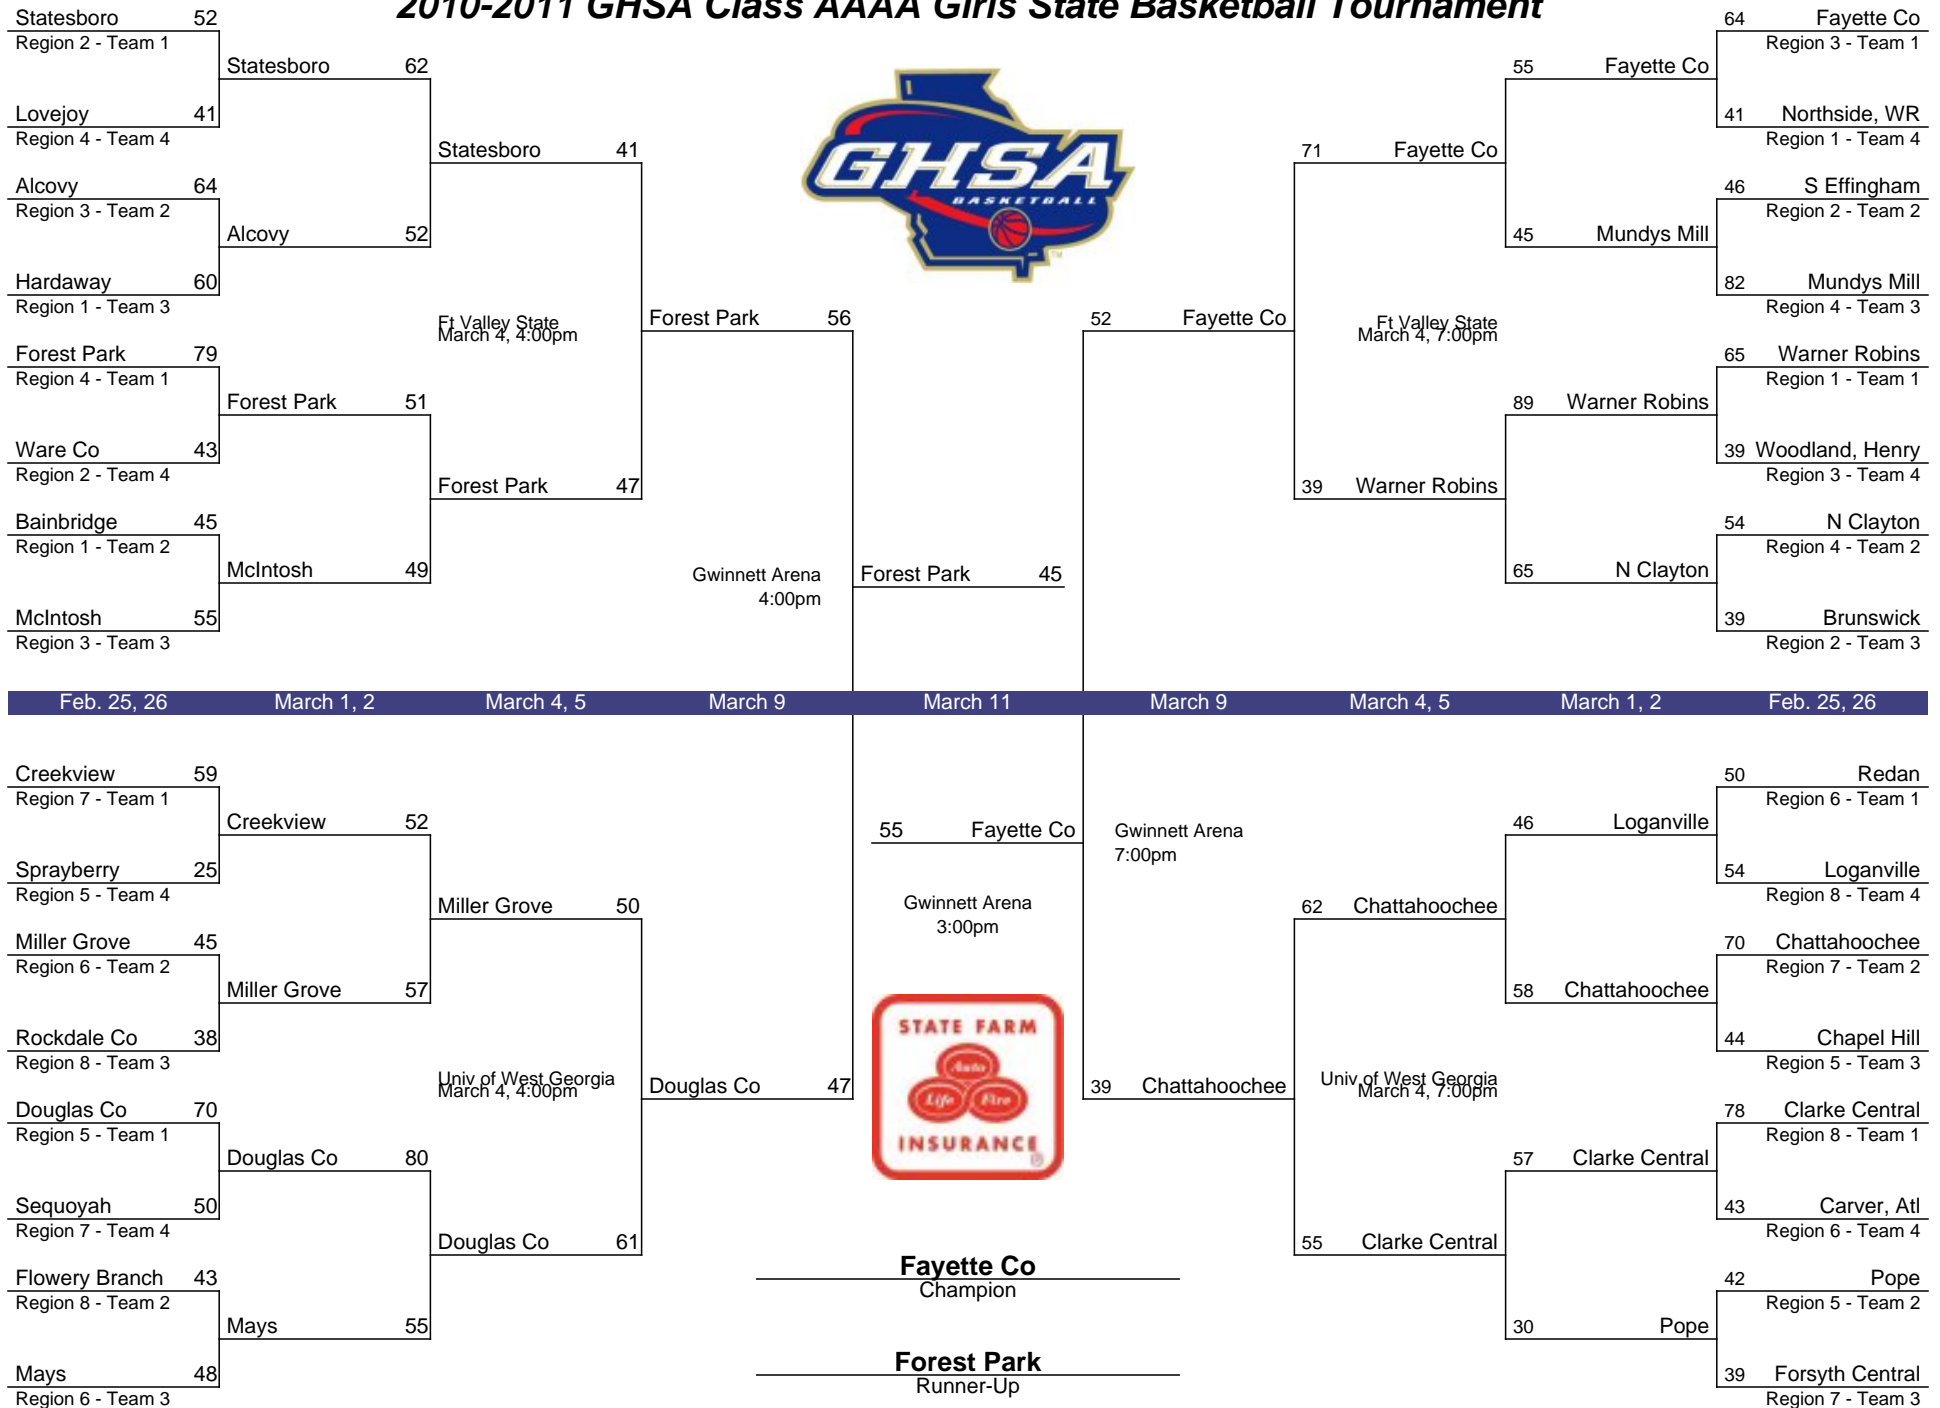 2010-2011 GHSA Class AAAA Girls State Basketball Tournament
Statesboro 52
Region 2 - Team 1
Statesboro 62
Lovejoy 41
Region 4 - Team 4
Statesboro 41
Alcovy 64
Region 3 - Team 2
Alcovy 52
Hardaway 60
Region 1 - Team 3
Ft Valley State
March 4, 4:00pm
Forest Park 56
Forest Park 79
Region 4 - Team 1
Forest Park 51
Ware Co 43
Region 2 - Team 4
Forest Park 47
Bainbridge 45
Region 1 - Team 2
McIntosh 49
McIntosh 55
Region 3 - Team 3
Gwinnett Arena
4:00pm
Forest Park 45
GHSA
BASKETBALL
TM
64 Fayette Co
Region 3 - Team 1
55 Fayette Co
41 Northside, WR
Region 1 - Team 4
71 Fayette Co
46 S Effingham
Region 2 - Team 2
45 Mundys Mill
82 Mundys Mill
Region 4 - Team 3
52 Fayette Co
Ft Valley State
March 4, 7:00pm
65 Warner Robins
Region 1 - Team 1
89 Warner Robins
39 Woodland, Henry
Region 3 - Team 4
39 Warner Robins
54 N Clayton
Region 4 - Team 2
65 N Clayton
39 Brunswick
Region 2 - Team 3
Feb. 25, 26 March 1, 2 March 4, 5 March 9 March 11 March 9 March 4, 5 March 1, 2 Feb. 25, 26
Creekview 59
Region 7 - Team 1
Creekview 52
Sprayberry 25
Region 5 - Team 4
Miller Grove 50
Miller Grove 45
Region 6 - Team 2
Miller Grove 57
Rockdale Co 38
Region 8 - Team 3
Univ of West Georgia
March 4, 4:00pm
Douglas Co 47
Douglas Co 70
Region 5 - Team 1
Douglas Co 80
Sequoyah 50
Region 7 - Team 4
Douglas Co 61
Flowery Branch 43
Region 8 - Team 2
Mays 55
Mays 48
Region 6 - Team 3
55 Fayette Co
Gwinnett Arena
7:00pm
Gwinnett Arena
3:00pm
STATE FARM
Auto
Life Fire
INSURANCE
®
Fayette Co
Champion
Forest Park
Runner-Up
50 Redan
Region 6 - Team 1
46 Loganville
54 Loganville
Region 8 - Team 4
62 Chattahoochee
70 Chattahoochee
Region 7 - Team 2
58 Chattahoochee
44 Chapel Hill
Region 5 - Team 3
39 Chattahoochee
Univ of West Georgia
March 4, 7:00pm
78 Clarke Central
Region 8 - Team 1
57 Clarke Central
43 Carver, Atl
Region 6 - Team 4
55 Clarke Central
42 Pope
Region 5 - Team 2
30 Pope
39 Forsyth Central
Region 7 - Team 3